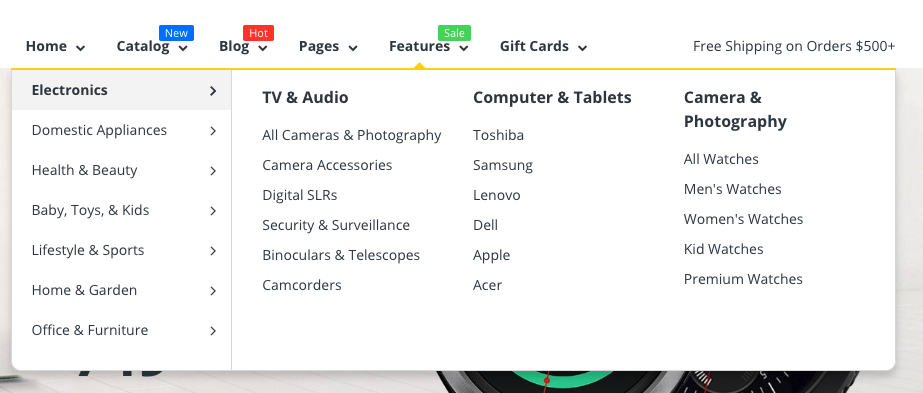 New
Hot
Sale
Home
Catalog
Blog
Pages
Features
Gift Cards
Free Shipping on Orders $500+
Electronics
Domestic Appliances
Health & Beauty
Baby, Toys, & Kids
Lifestyle & Sports
Home & Garden
Office & Furniture
TV & Audio
All Cameras & Photography
Camera Accessories
Digital SLRs
Security & Surveillance
Binoculars & Telescopes
Camcorders
Computer & Tablets
Toshiba
Samsung
Lenovo
Dell
Apple
Acer
Camera &
Photography
All Watches
Men's Watches
Women's Watches
Kid Watches
Premium Watches